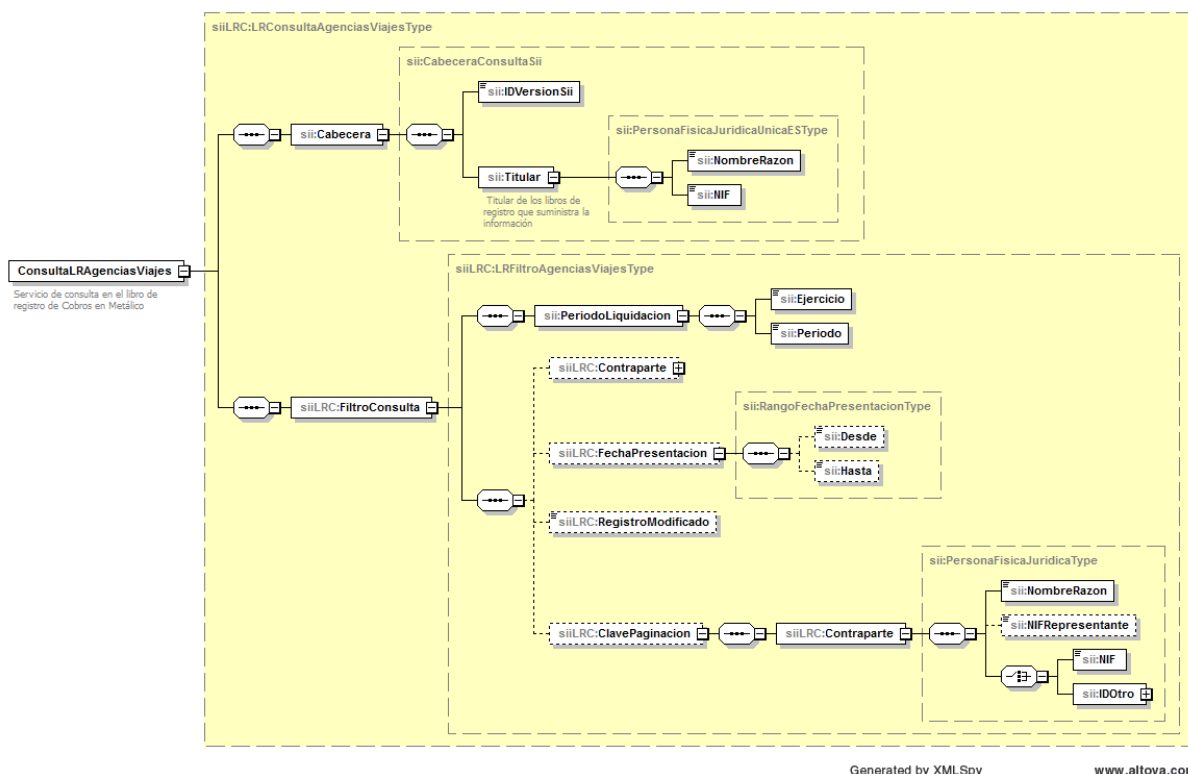 siiLRC:LRConsultaAgenciasViajesType
sii:CabeceraConsultaSii
sii:IDVersionSii
sii:Cabecera
sii:PersonaFisicaJuridicaUnicaESType
sii:NombreRazon
sii:Titular
sii:NIF
Titular de los libros de
registro que suministra la
información
ConsultaLRAgenciasViajes
Servicio de consulta en el libro de
registro de Cobros en Metálico
siiLRC:LRFiltroAgenciasViajesType
sii:Ejercicio
sii:PeriodoLiquidacion
sii:Periodo
siiLRC:Contraparte
siiLRC:FiltroConsulta
sii:RangoFechaPresentacionType
sii:Desde
siiLRC:FechaPresentacion
sii:Hasta
siiLRC:RegistroModificado
sii:PersonaFisicaJuridicaType
sii:NombreRazon
sii:NIFRepresentante
siiLRC:ClavePaginacion
siiLRC:Contraparte
sii:NIF
sii:IDOtro
Generated by XMLSpy
www.altova.com